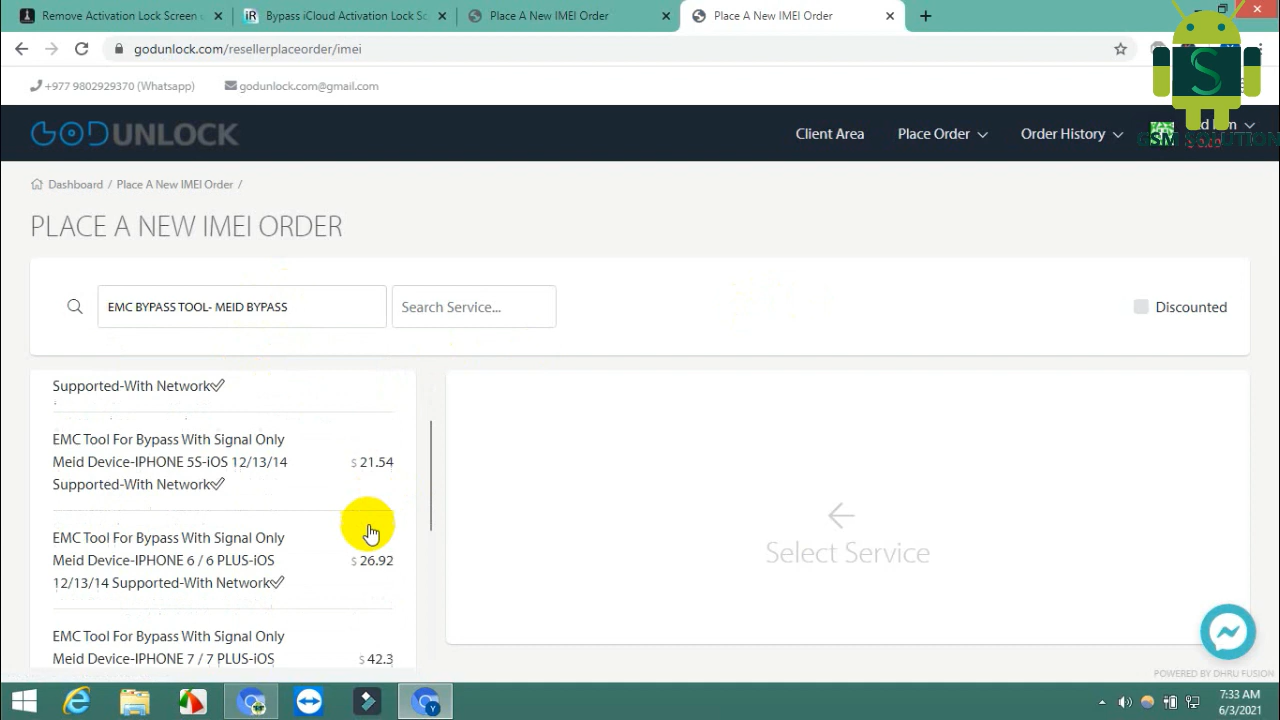 Remove Activation Lock Screen
Bypass iCloud Activation Lock Sc
Place A New IMEI Order
Place A New IMEI Order
godunlock.com/resellerplaceorder/imei
+977 9802929370 (Whatsapp)
godunlock.com@gmail.com
GODUNLOCK
Client Area
Place Order
Order History
GSM SOLUTION
Dashboard / Place A New IMEI Order /
PLACE A NEW IMEI ORDER
EMC BYPASS TOOL- MEID BYPASS
Search Service...
Discounted
Supported-With Network✓
EMC Tool For Bypass With Signal Only
Meid Device-IPHONE 5S-iOS 12/13/14
$ 21.54
Supported-With Network✓
EMC Tool For Bypass With Signal Only
Meid Device-IPHONE 6 / 6 PLUS-iOS
$ 26.92
12/13/14 Supported-With Network✓
EMC Tool For Bypass With Signal Only
Meid Device-IPHONE 7 / 7 PLUS-iOS
$ 42.3
Select Service
POWERED BY DHRU FUSION
7:33 AM
6/3/2021